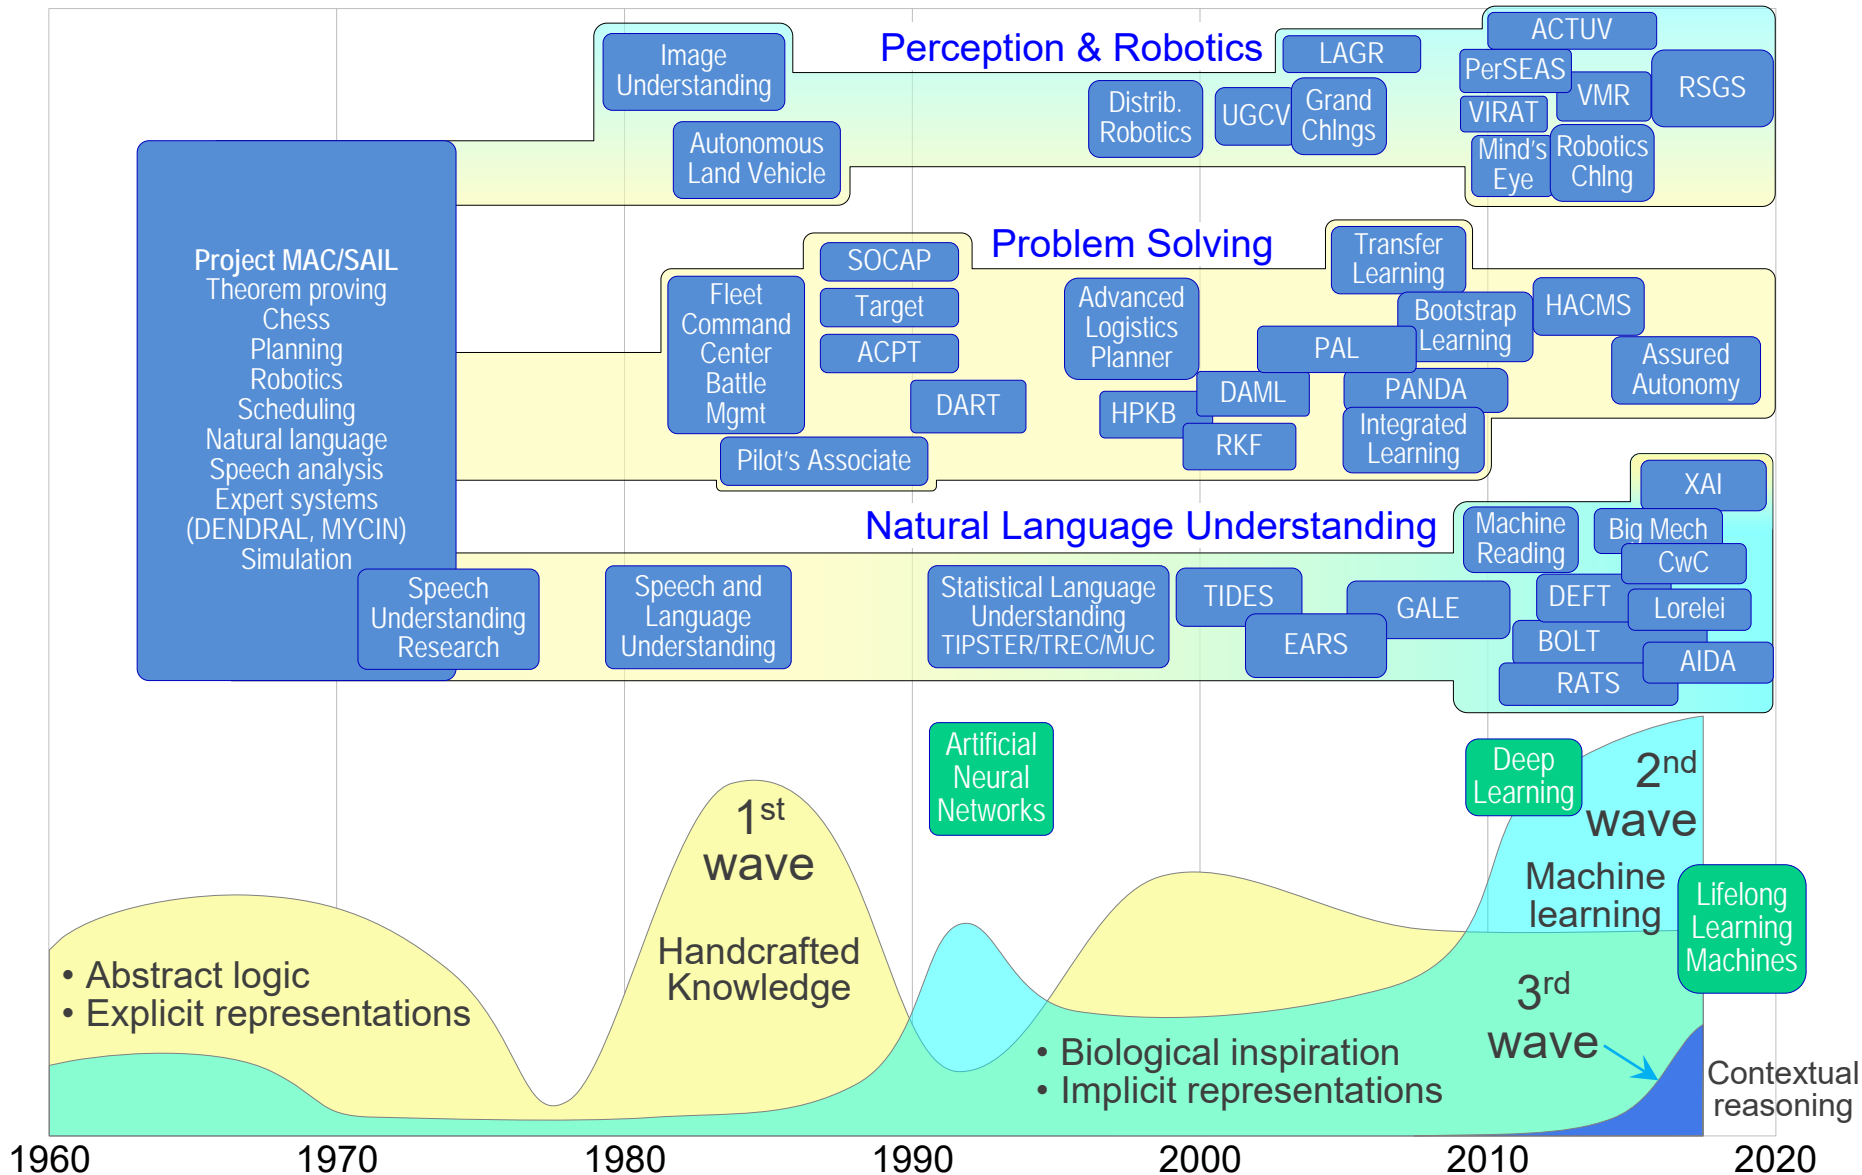 Perception & Robotics
Image
Understanding
Autonomous
Land Vehicle
Distrib.
Robotics
UGCV
Grand
Chlngs
LAGR
ACTUV
PerSEAS
VMR
RSGS
VIRAT
Mind's
Eye
Robotics
Chlng
Project MAC/SAIL
Theorem proving
Chess
Planning
Robotics
Scheduling
Natural language
Speech analysis
Expert systems
(DENDRAL, MYCIN)
Simulation
Problem Solving
Fleet
Command
Center
Battle
Mgmt
SOCAP
Target
ACPT
DART
Pilot's Associate
Advanced
Logistics
Planner
HPKB
DAML
RKF
Transfer
Learning
Bootstrap
Learning
PAL
PANDA
Integrated
Learning
HACMS
Assured
Autonomy
Natural Language Understanding
Speech
Understanding
Research
Speech and
Language
Understanding
Statistical Language
Understanding
TIPSTER/TREC/MUC
TIDES
EARS
GALE
Machine
Reading
XAI
Big Mech
CwC
DEFT
Lorelei
BOLT
AIDA
RATS
Artificial
Neural
Networks
Deep
Learning
Lifelong
Learning
Machines
1st
wave
Handcrafted
Knowledge
2nd
wave
Machine
learning
3rd
wave
Contextual
reasoning
• Abstract logic
• Explicit representations
• Biological inspiration
• Implicit representations
1960 1970 1980 1990 2000 2010 2020